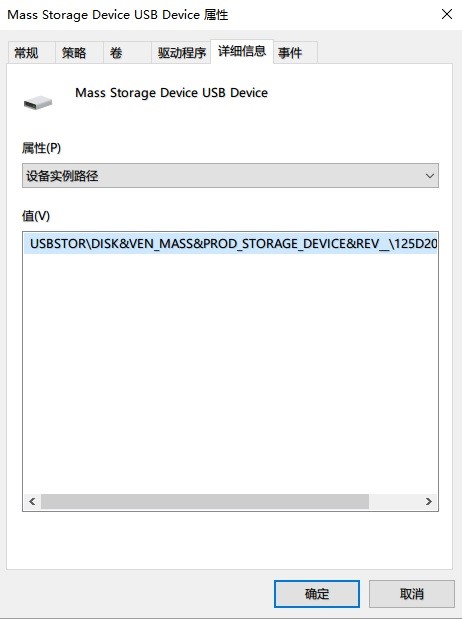 Mass Storage Device USB Device 属性
常规 策略 卷 驱动程序 详细信息 事件
Mass Storage Device USB Device
属性(P)
设备实例路径
值(V)
USBSTOR\DISK&VEN_MASS&PROD_STORAGE_DEVICE&REV__\125D20
确定 取消